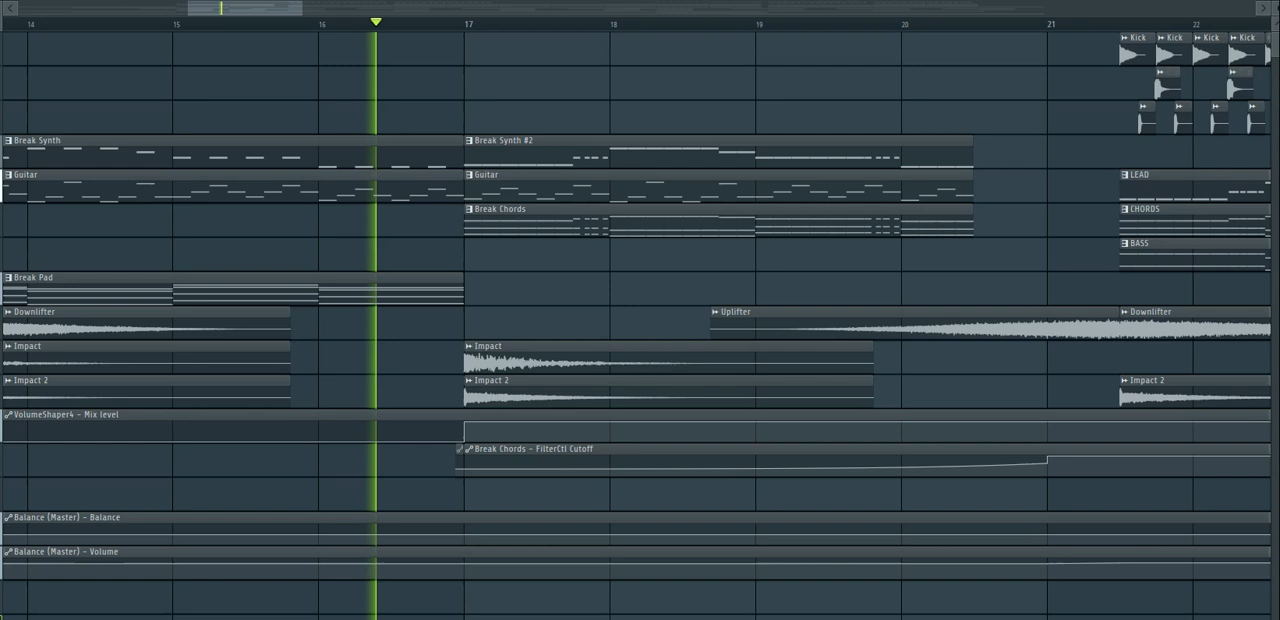 14 15 16 17 18 19 20 21 22
Kick Kick Kick Kick
Break Synth Break Synth #2
Guitar Guitar LEAD
Break Chords CHORDS
BASS
Break Pad
Downlifter Uplifter Downlifter
Impact Impact
Impact 2 Impact 2 Impact 2
VolumeShaper4 - Mix level
Break Chords - FilterCtl Cutoff
Balance (Master) - Balance
Balance (Master) - Volume